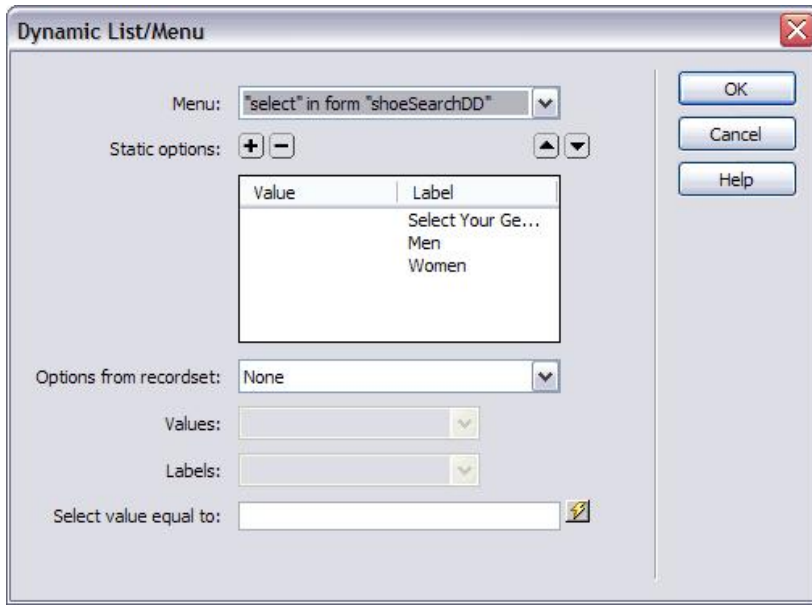 Dynamic List/Menu
Menu: "select" in form "shoeSearchDD"
OK
Static options:
Cancel
Help
Value Label
Select Your Ge...
Men
Women
Options from recordset: None
Values:
Labels:
Select value equal to: